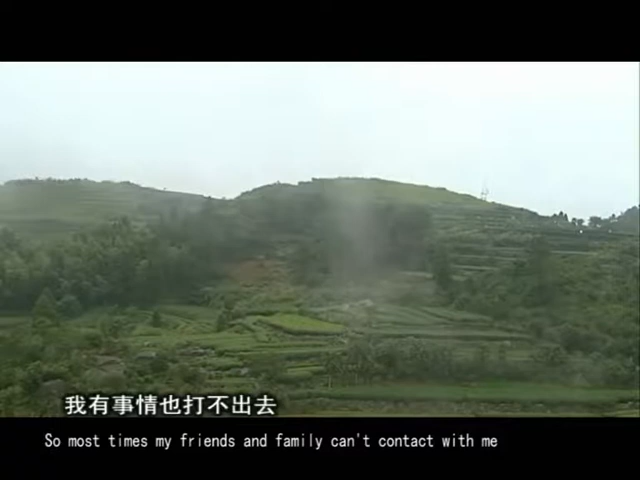 我有事情也打不出去
So most times my friends and family can't contact with me